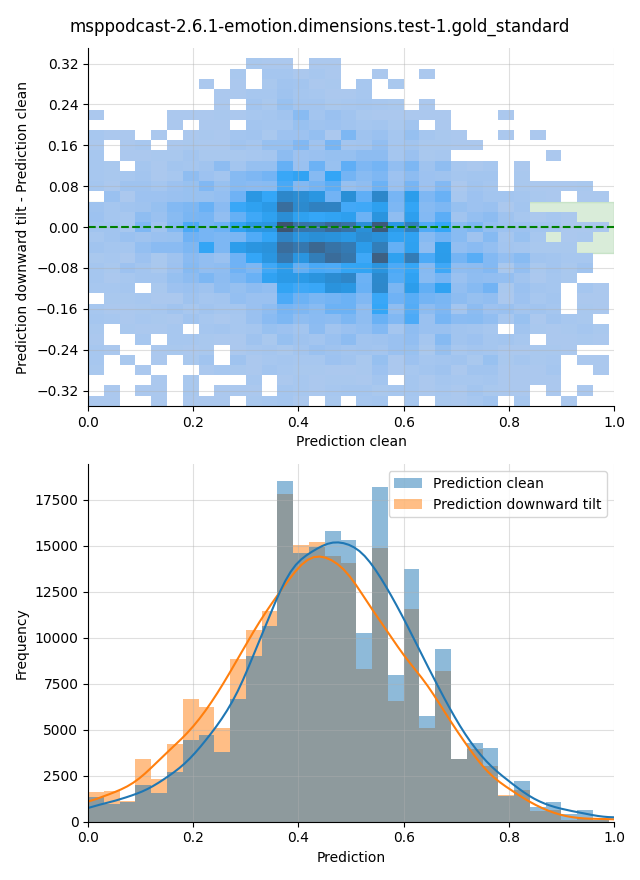 msppodcast-2.6.1-emotion.dimensions.test-1.gold_standard
Prediction downward tilt - Prediction clean
0.32
0.24
0.16
0.08
0.00
−0.08
−0.16
−0.24
−0.32
0.0 0.2 0.4 0.6 0.8 1.0
Prediction clean
Frequency
17500
15000
12500
10000
7500
5000
2500
0
Prediction clean
Prediction downward tilt
0.0 0.2 0.4 0.6 0.8 1.0
Prediction